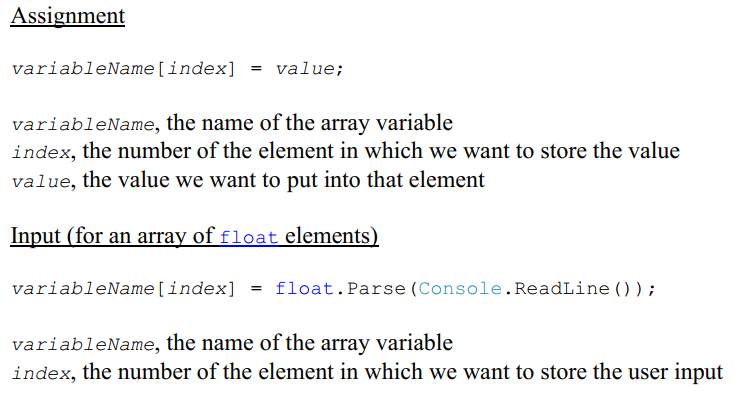 Assignment
variableName[index] = value;
variableName, the name of the array variable
index, the number of the element in which we want to store the value
value, the value we want to put into that element
Input (for an array of float elements)
variableName[index] = float.Parse(Console.ReadLine());
variableName, the name of the array variable
index, the number of the element in which we want to store the user input